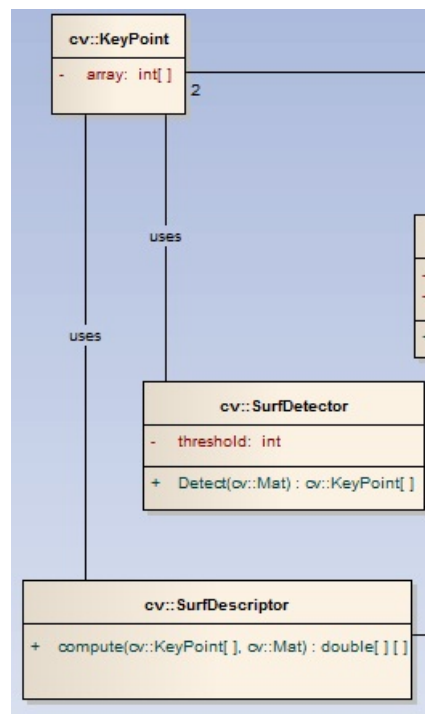 cv::KeyPoint
- array: int[ ]
2
uses
uses
cv::SurfDetector
- threshold: int
+ Detect(cv::Mat) : cv::KeyPoint[ ]
cv::SurfDescriptor
+ compute(cv::KeyPoint[ ], cv::Mat) : double[ ] [ ]